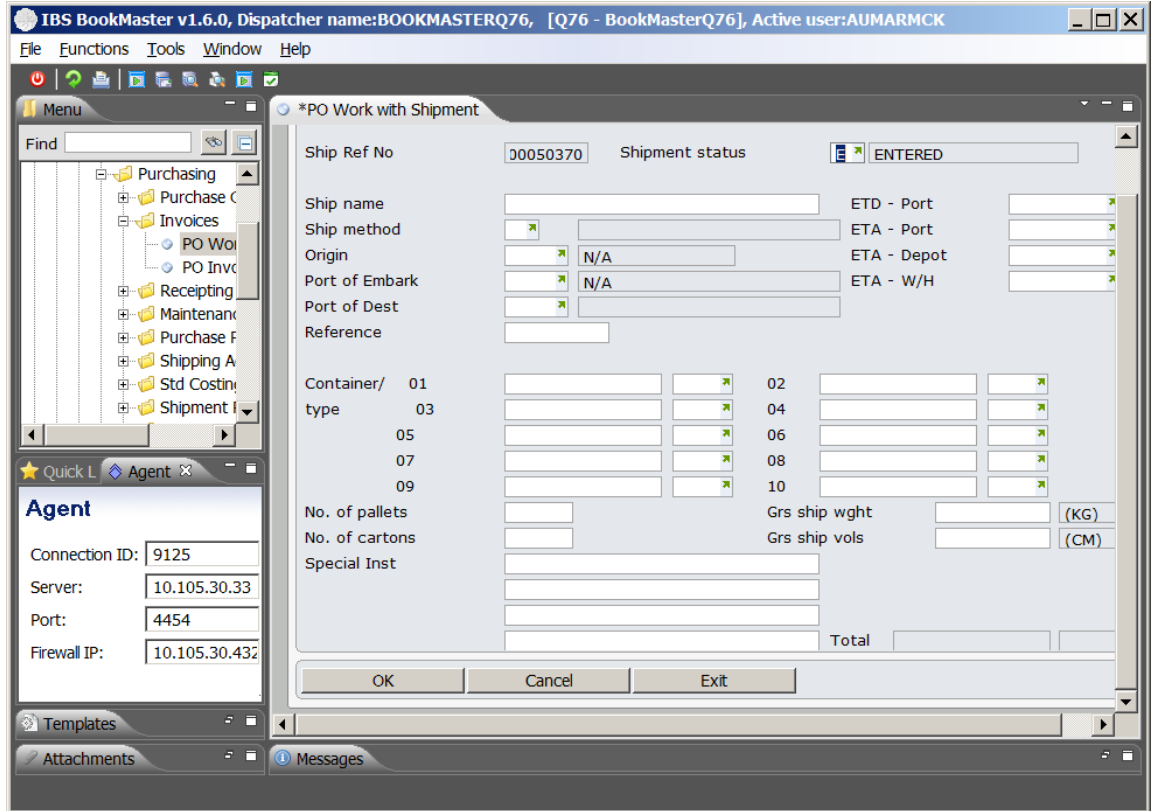 IBS BookMaster v1.6.0, Dispatcher name:BOOKMASTERQ76, [Q76 - BookMasterQ76], Active user:AUMARMCK
File Functions Tools Window Help
Menu
Find
Purchasing
Purchase
Invoices
PO Wor
PO Invo
Receipting
Maintenanc
Purchase
Shipping A
Std Costing
Shipment
Quick L Agent
Agent
Connection ID: 9125
Server: 10.105.30.33
Port: 4454
Firewall IP: 10.105.30.432
Templates
Attachments
*PO Work with Shipment
Ship Ref No 00050370 Shipment status E ENTERED
Ship name ETD - Port
Ship method ETA - Port
Origin N/A ETA - Depot
Port of Embark N/A ETA - W/H
Port of Dest
Reference
Container/ 01 02
type 03 04
05 06
07 08
09 10
No. of pallets Grs ship wght (KG)
No. of cartons Grs ship vols (CM)
Special Inst
Total
OK Cancel Exit
Messages